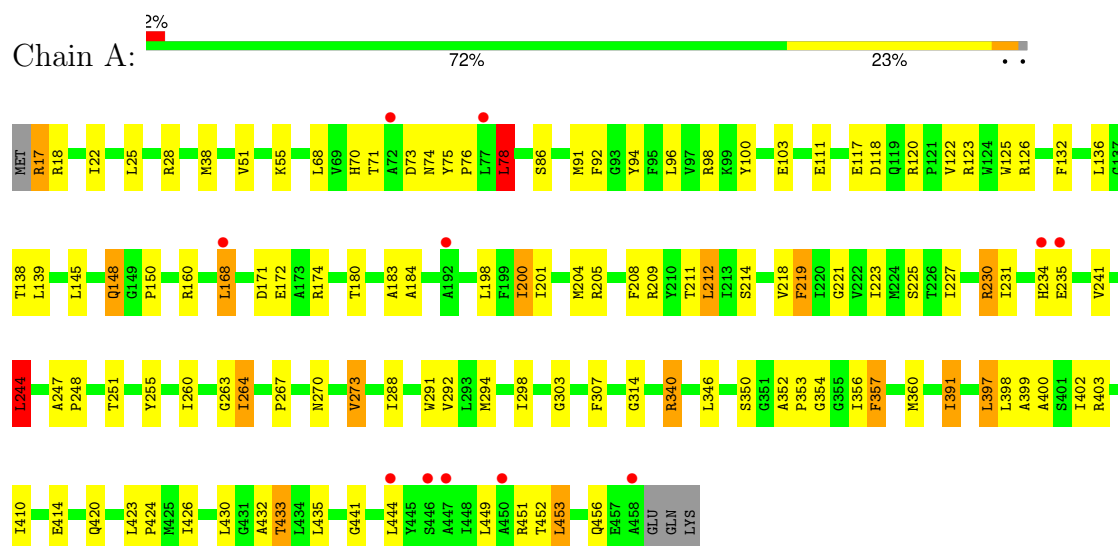 2%
Chain A:
72% 23% • •
MET R17 R18 I22 L25 R28 M38 V51 K55 L68 V69 H70 T71 A72 D73 N74 Y75 P76 L77 L78 S86 M91 F92 G93 Y94 F95 L96 V97 R98 K99 Y100 E103 E111 E117 D118 Q119 R120 P121 V122 R123 W124 W125 R126 F132 L136 G137
T138 L139 L145 Q148 G149 P150 R160 L168 D171 E172 A173 R174 T180 A183 A184 A192 L198 F199 I200 I201 M204 R205 F208 R209 Y210 T211 L212 I213 S214 V218 F219 I220 G221 V222 I223 M224 S225 T226 I227 R230 I231 H234 E235 V241
L244 A247 P248 T251 Y255 I260 G263 I264 P267 N270 V273 I288 W291 V292 L293 M294 I298 G303 F307 G314 R340 L346 S350 G351 A352 P353 G354 G355 I356 F357 M360 I391 L397 L398 A399 A400 S401 I402 R403
I410 E414 Q420 L423 P424 M425 I426 L430 G431 A432 T433 L434 L435 G441 L444 Y445 S446 A447 I448 L449 A450 R451 T452 L453 Q456 E457 A458 GLU GLN LYS